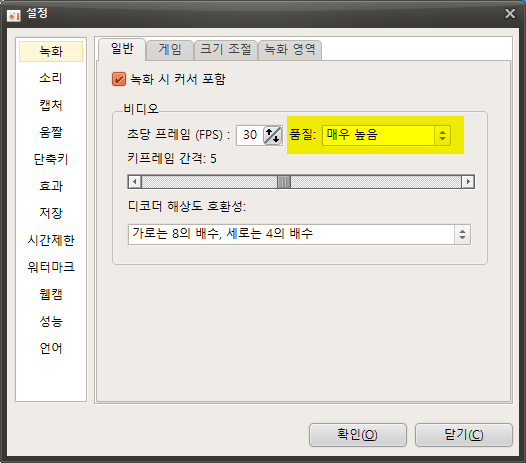 설정
녹화
소리
캡처
움짤
단축키
효과
저장
시간제한
워터마크
웹캠
성능
언어
일반 게임 크기 조절 녹화 영역
녹화 시 커서 포함
비디오
초당 프레임 (FPS) : 30 품질: 매우 높음
키프레임 간격: 5
디코더 해상도 호환성:
가로는 8의 배수, 세로는 4의 배수
확인(O) 닫기(C)